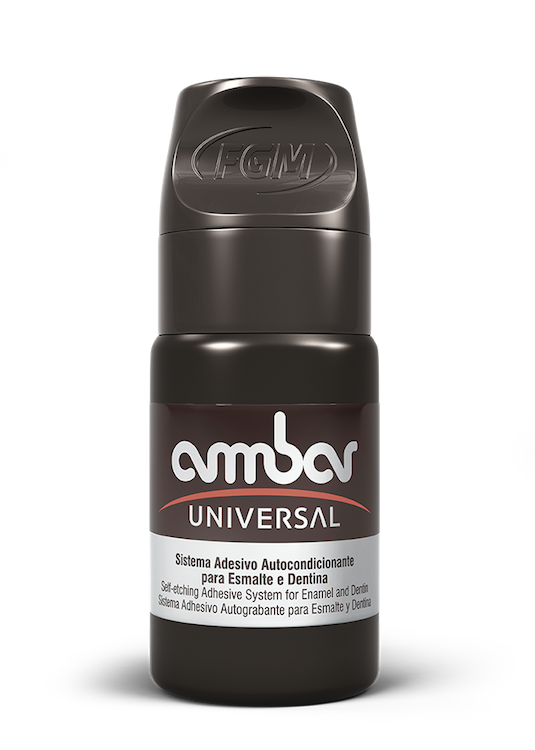 FGM
ambar
UNIVERSAL
Sistema Adesivo Autocondicionante
para Esmalte e Dentina
Self-etching Adhesive System for Enamel and Dentin
Sistema Adhesivo Autograbante para Esmalte y Dentina